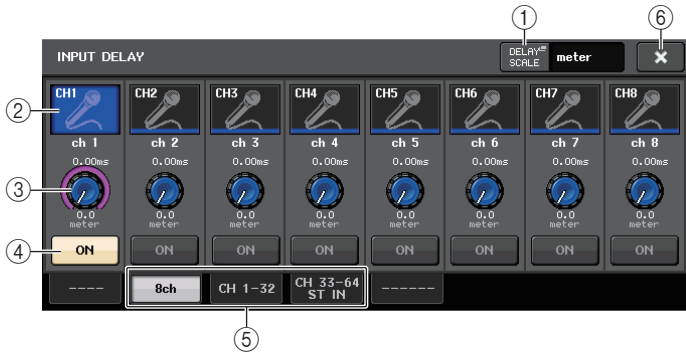 ① ⑥
INPUT DELAY DELAY SCALE meter ×
② CH1 CH2 CH3 CH4 CH5 CH6 CH7 CH8
ch 1 ch 2 ch 3 ch 4 ch 5 ch 6 ch 7 ch 8
0.00ms 0.00ms 0.00ms 0.00ms 0.00ms 0.00ms 0.00ms 0.00ms
③
0.0 0.0 0.0 0.0 0.0 0.0 0.0 0.0
meter meter meter meter meter meter meter meter
④ ON ON ON ON ON ON ON ON
---- 8ch CH 1-32 CH 33-64 ST IN ------
⑤